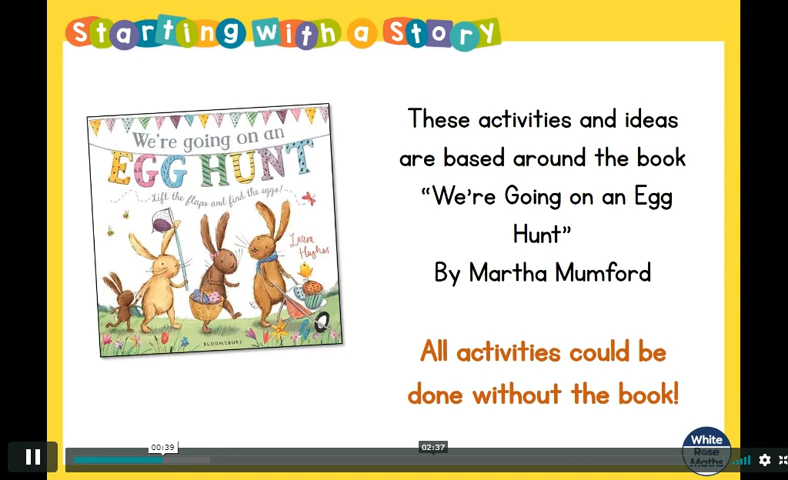 Starting with a Story
We're going on an
EGG HUNT
Lift the flaps and find the eggs!
Laura
Hughes
BLOOMSBURY
These activities and ideas
are based around the book
“We’re Going on an Egg
Hunt”
By Martha Mumford
All activities could be
done without the book!
00:39
02:37
White
Rose
Maths